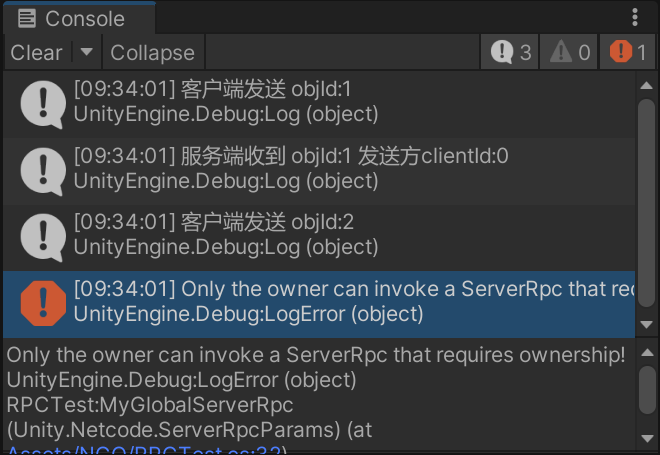 Console
Clear
Collapse
3
0
1
[09:34:01] 客户端发送 objId:1
UnityEngine.Debug:Log (object)
[09:34:01] 服务端收到 objId:1 发送方clientId:0
UnityEngine.Debug:Log (object)
[09:34:01] 客户端发送 objId:2
UnityEngine.Debug:Log (object)
[09:34:01] Only the owner can invoke a ServerRpc that req
UnityEngine.Debug:LogError (object)
Only the owner can invoke a ServerRpc that requires ownership!
UnityEngine.Debug:LogError (object)
RPCTest:MyGlobalServerRpc
(Unity.Netcode.ServerRpcParams) (at
Assets/NGO/RPCTest.cs:32)